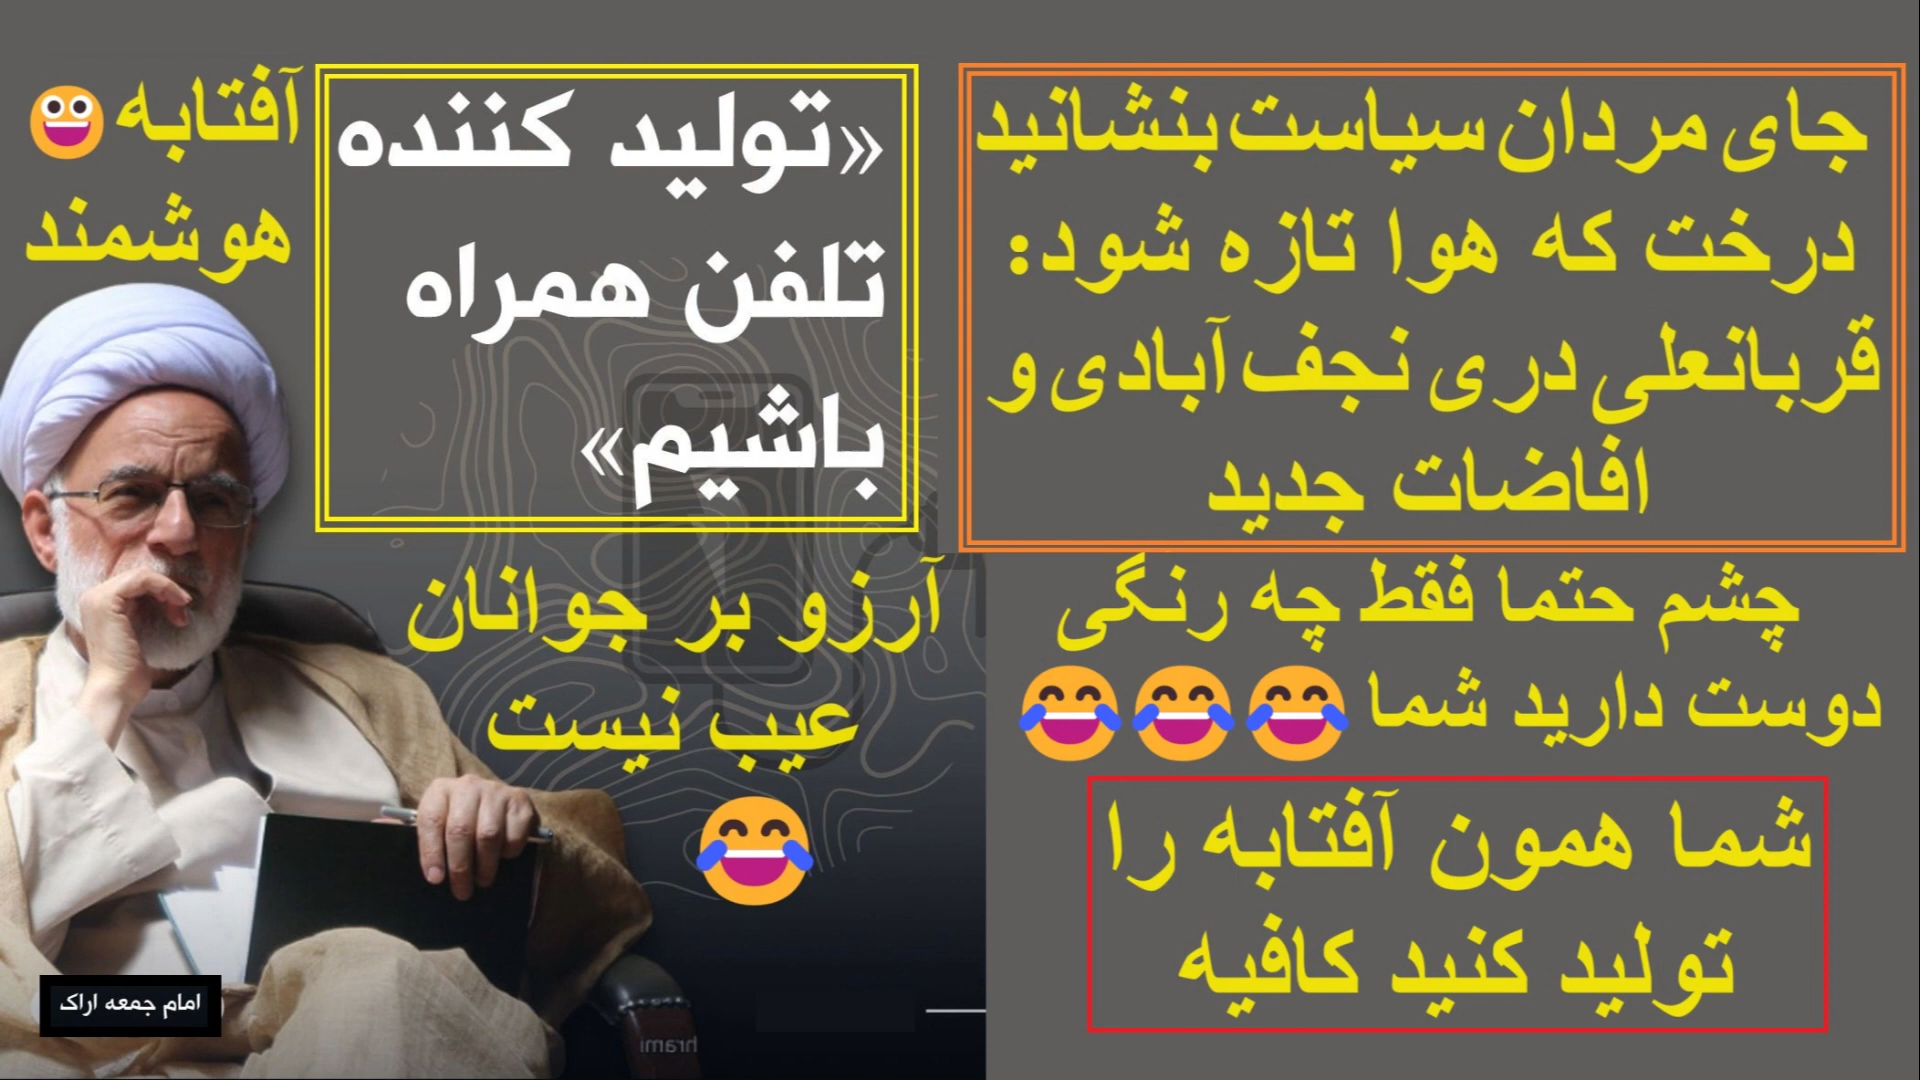 جای مردان سیاست بنشانید
درخت که هوا تازه شود:
قربانعلی دری نجف آبادی و
افاضات جدید
چشم حتما فقط چه رنگی
دوست دارید شما 😂😂😂
شما همون آفتابه را
تولید کنید کافیه
«تولید کننده
تلفن همراه
باشیم»
آرزو بر جوانان
عیب نیست
😂
آفتابه 😀
هوشمند
امام جمعه اراک